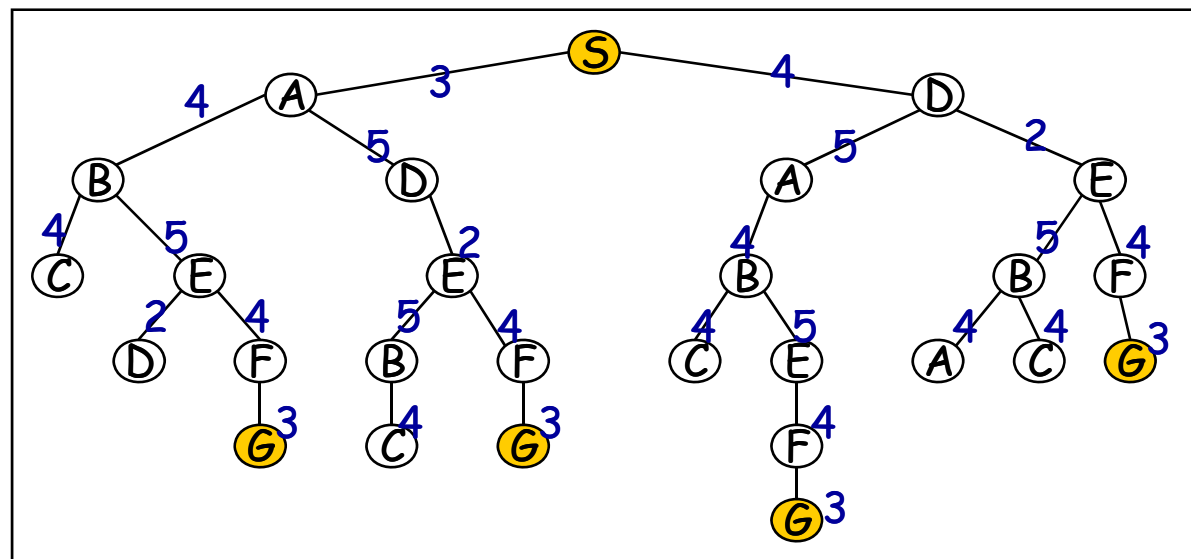 S
3 4
4 A D
5 5 2
B D A E
4 5 2 4 5 4
C E E B B F
2 4 5 4 4 5 4 4 3
D F B F C E A C G
3 4 3 4
G C G F
3
G